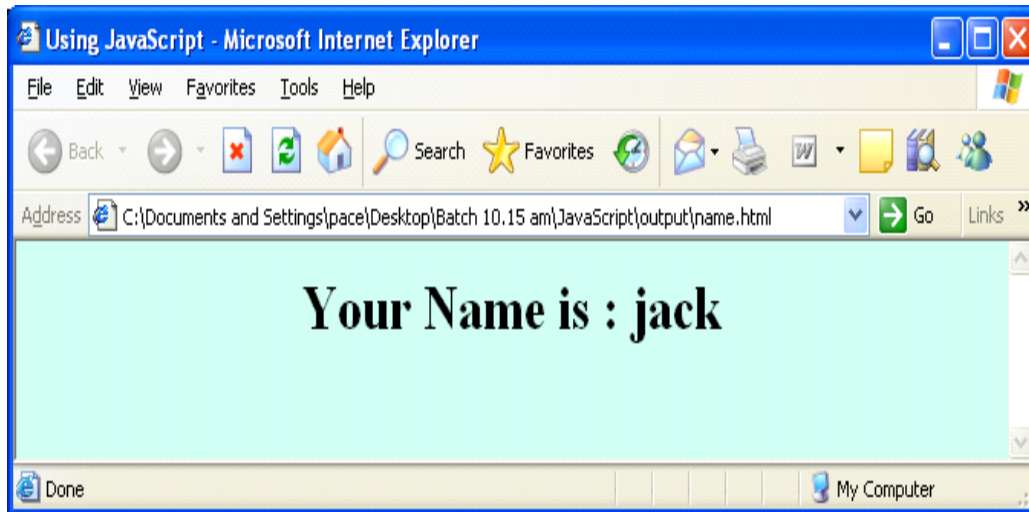 Using JavaScript - Microsoft Internet Explorer
File Edit View Favorites Tools Help
Back Search Favorites W
Address C:\Documents and Settings\pace\Desktop\Batch 10.15 am\JavaScript\output\name.html Go Links »
Your Name is : jack
Done My Computer